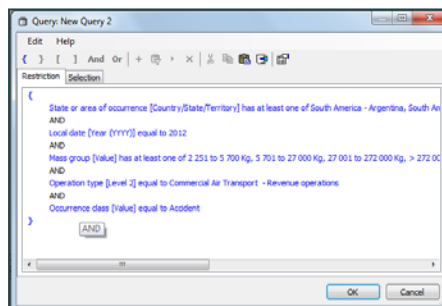 Query: New Query 2
Edit Help
{ } [ ] And Or
Restriction Selection
{
State or area of occurrence [Country/State/Territory] has at least one of South America - Argentina, South Am
AND
Local date [Year (YYYY)] equal to 2012
AND
Mass group [Value] has at least one of 2 251 to 5 700 Kg, 5 701 to 27 000 Kg, 27 001 to 272 000 Kg, > 272 00
AND
Operation type [Level 2] equal to Commercial Air Transport - Revenue operations
AND
Occurrence class [Value] equal to Accident
}
AND
OK Cancel